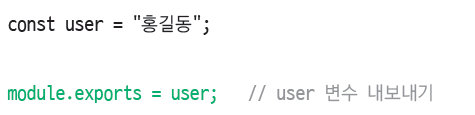 const user = "홍길동";
module.exports = user; // user 변수 내보내기